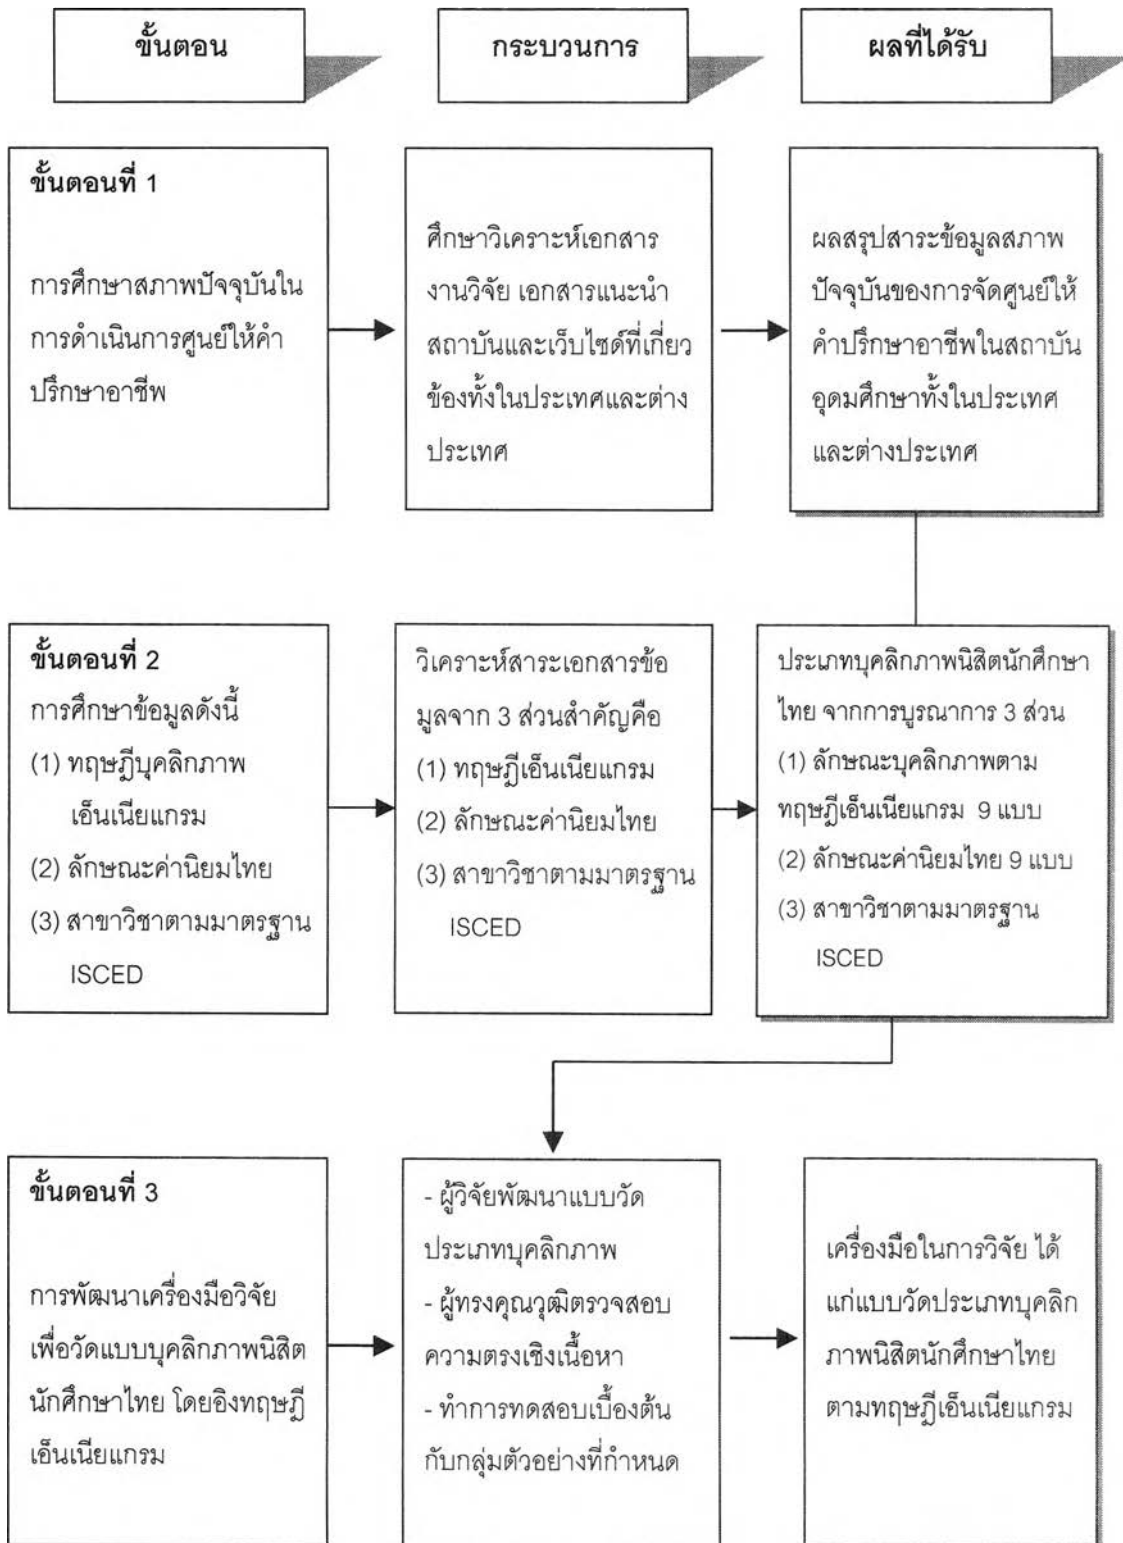 ขั้นตอน
กระบวนการ
ผลที่ได้รับ
ขั้นตอนที่ 1
การศึกษาสภาพปัจจุบันใน
การดำเนินการศูนย์ให้คำ
ปรึกษาอาชีพ
ศึกษาวิเคราะห์เอกสาร
งานวิจัย เอกสารแนะนำ
สถาบันและเว็บไซด์ที่เกี่ยว
ข้องทั้งในประเทศและต่าง
ประเทศ
ผลสรุปสาระข้อมูลสภาพ
ปัจจุบันของการจัดศูนย์ให้
คำปรึกษาอาชีพในสถาบัน
อุดมศึกษาทั้งในประเทศ
และต่างประเทศ
ขั้นตอนที่ 2
การศึกษาข้อมูลดังนี้
(1) ทฤษฎีบุคลิกภาพ
เอ็นเนียแกรม
(2) ลักษณะค่านิยมไทย
(3) สาขาวิชาตามมาตรฐาน
ISCED
วิเคราะห์สาระเอกสารข้อ
มูลจาก 3 ส่วนสำคัญคือ
(1) ทฤษฎีเอ็นเนียแกรม
(2) ลักษณะค่านิยมไทย
(3) สาขาวิชาตามมาตรฐาน
ISCED
ประเภทบุคลิกภาพนิสิตนักศึกษา
ไทย จากการบูรณาการ 3 ส่วน
(1) ลักษณะบุคลิกภาพตาม
ทฤษฎีเอ็นเนียแกรม 9 แบบ
(2) ลักษณะค่านิยมไทย 9 แบบ
(3) สาขาวิชาตามมาตรฐาน
ISCED
ขั้นตอนที่ 3
การพัฒนาเครื่องมือวิจัย
เพื่อวัดแบบบุคลิกภาพนิสิต
นักศึกษาไทย โดยอิงทฤษฎี
เอ็นเนียแกรม
- ผู้วิจัยพัฒนาแบบวัด
ประเภทบุคลิกภาพ
- ผู้ทรงคุณวุฒิตรวจสอบ
ความตรงเชิงเนื้อหา
- ทำการทดสอบเบื้องต้น
กับกลุ่มตัวอย่างที่กำหนด
เครื่องมือในการวิจัย ได้
แก่แบบวัดประเภทบุคลิก
ภาพนิสิตนักศึกษาไทย
ตามทฤษฎีเอ็นเนียแกรม